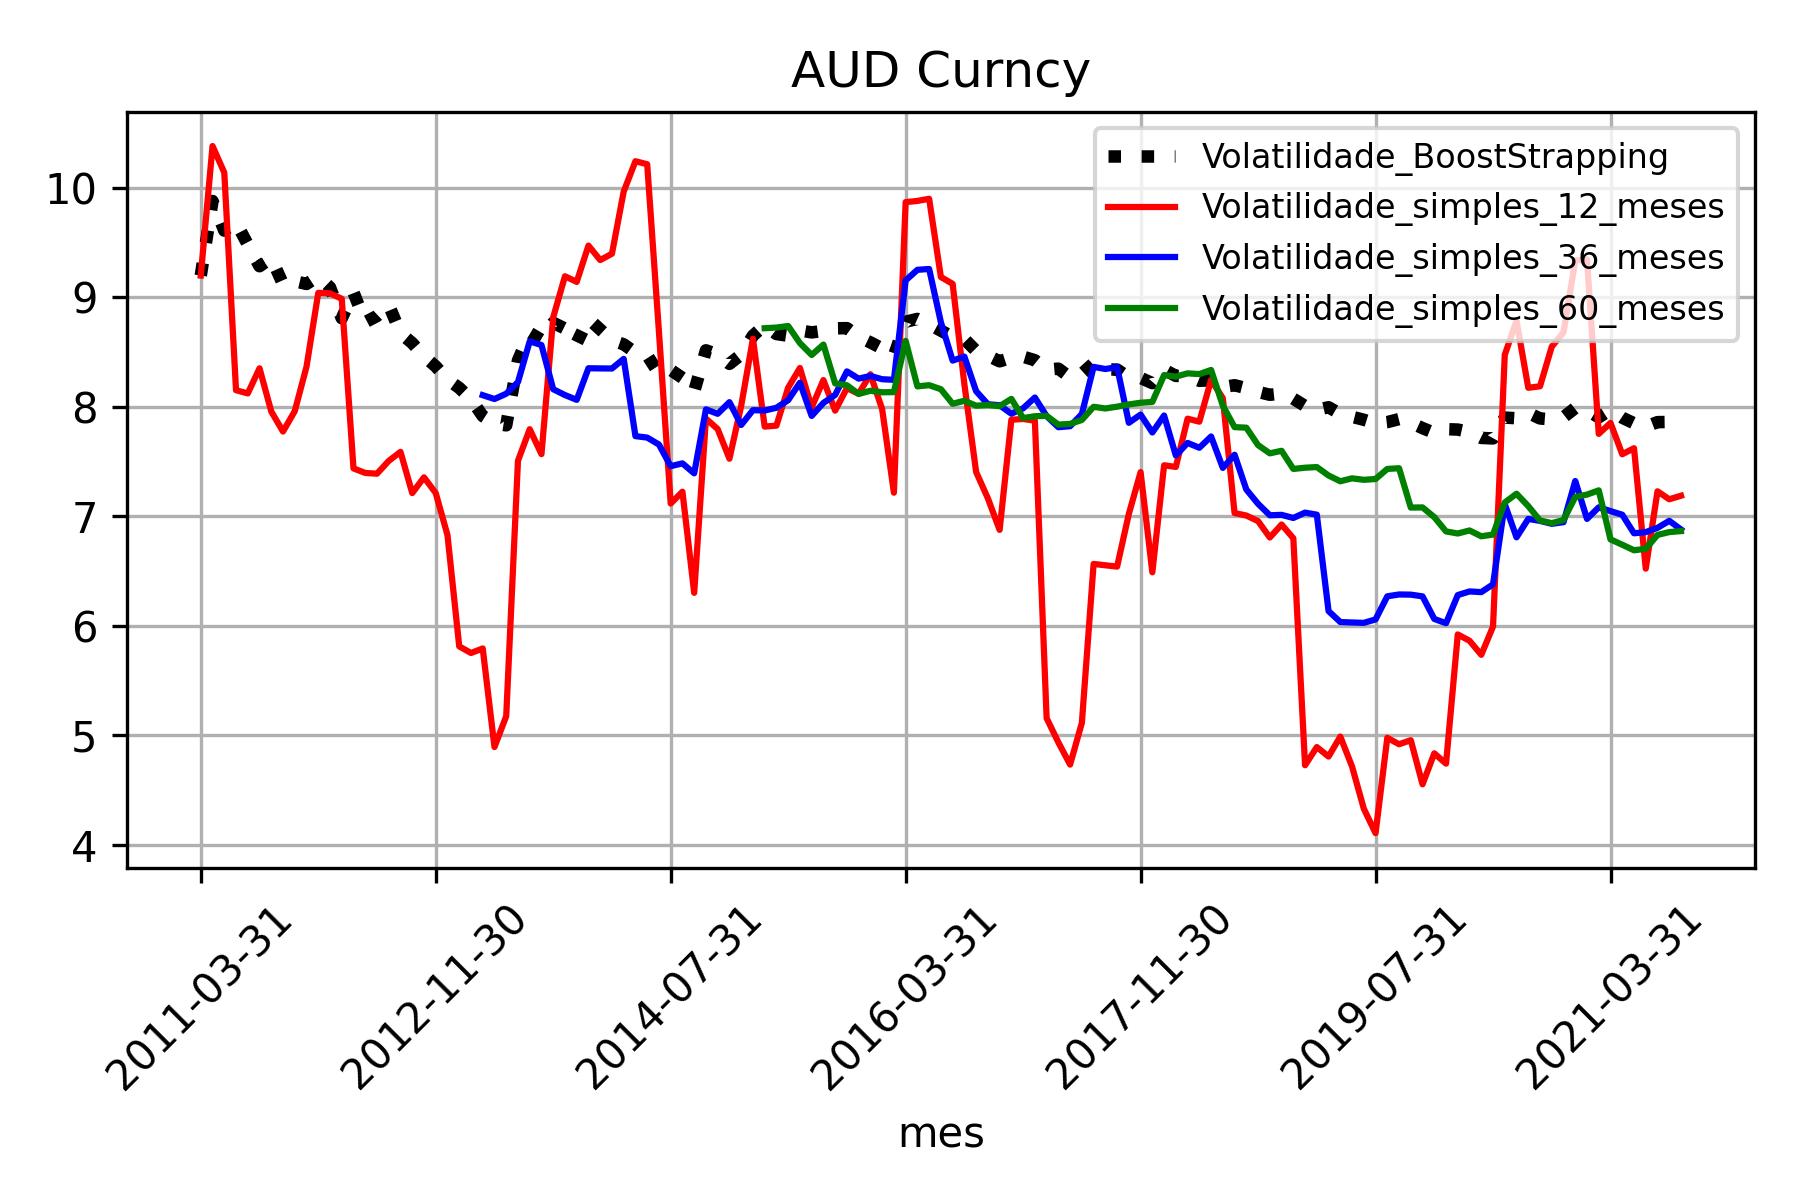 AUD Curncy
Volatilidade_BoostStrapping
Volatilidade_simples_12_meses
Volatilidade_simples_36_meses
Volatilidade_simples_60_meses
10
9
8
7
6
5
4
2011-03-31
2012-11-30
2014-07-31
2016-03-31
2017-11-30
2019-07-31
2021-03-31
mes